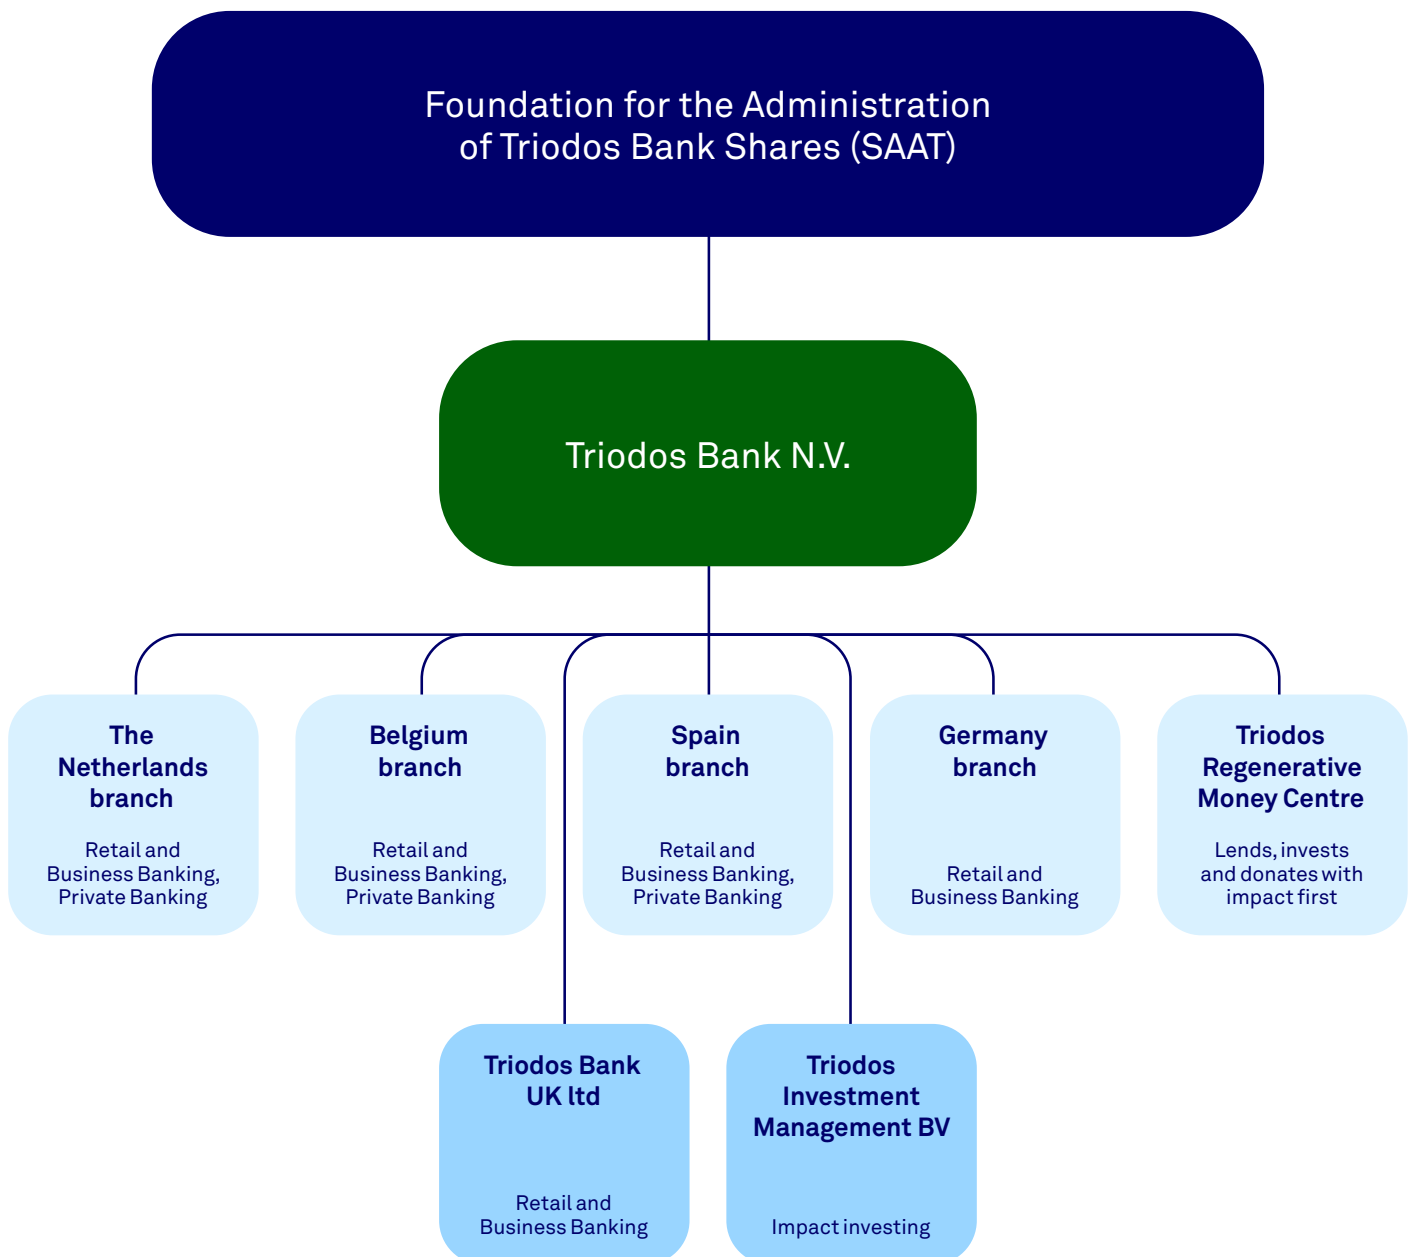 Foundation for the Administration
of Triodos Bank Shares (SAAT)
Triodos Bank N.V.
The
Netherlands
branch
Retail and
Business Banking,
Private Banking
Belgium
branch
Retail and
Business Banking,
Private Banking
Spain
branch
Retail and
Business Banking,
Private Banking
Germany
branch
Retail and
Business Banking
Triodos
Regenerative
Money Centre
Lends, invests
and donates with
impact first
Triodos Bank
UK ltd
Retail and
Business Banking
Triodos
Investment
Management BV
Impact investing